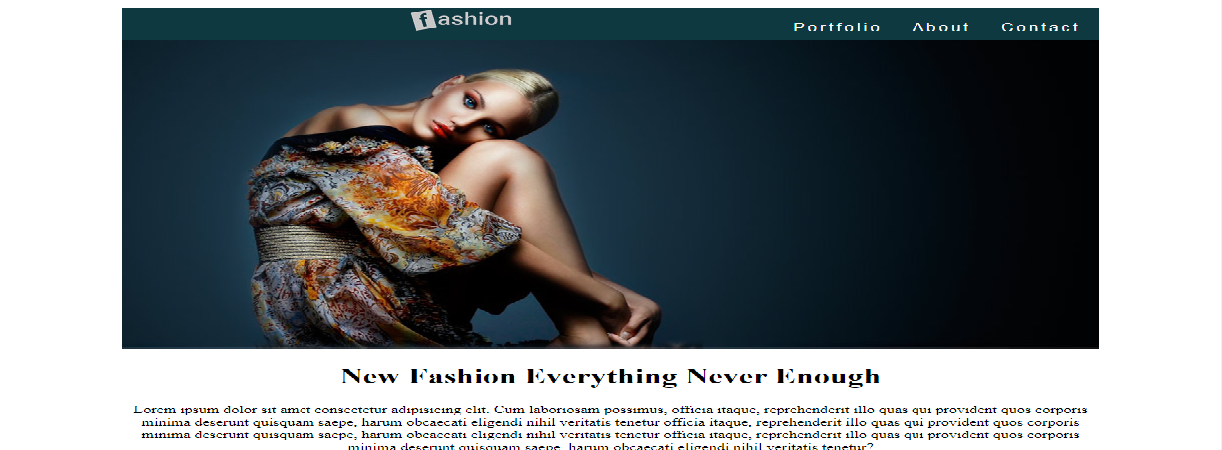 fashion
Portfolio About Contact
New Fashion Everything Never Enough
Lorem ipsum dolor sit amet consectetur adipisicing elit. Cum laboriosam possimus, officia itaque, reprehenderit illo quas qui provident quos corporis
minima deserunt quisquam saepe, harum obcaecati eligendi nihil veritatis tenetur officia itaque, reprehenderit illo quas qui provident quos corporis
minima deserunt quisquam saepe, harum obcaecati eligendi nihil veritatis tenetur officia itaque, reprehenderit illo quas qui provident quos corporis
minima deserunt quisquam saepe, harum obcaecati eligendi nihil veritatis tenetur?